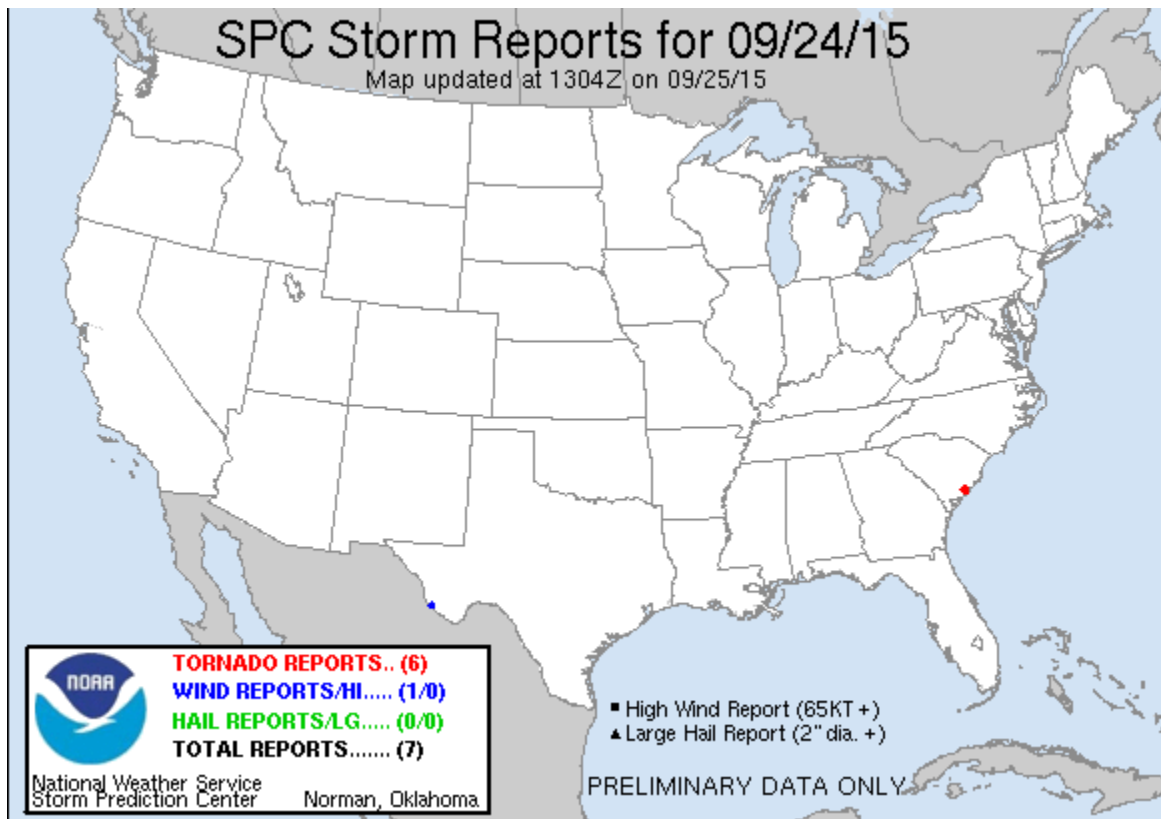 SPC Storm Reports for 09/24/15
Map updated at 1304Z on 09/25/15
NOAA
TORNADO REPORTS.. (6)
WIND REPORTS/HI..... (1/0)
HAIL REPORTS/LG..... (0/0)
TOTAL REPORTS....... (7)
National Weather Service
Storm Prediction Center Norman, Oklahoma
High Wind Report (65KT +)
Large Hail Report (2" dia. +)
PRELIMINARY DATA ONLY